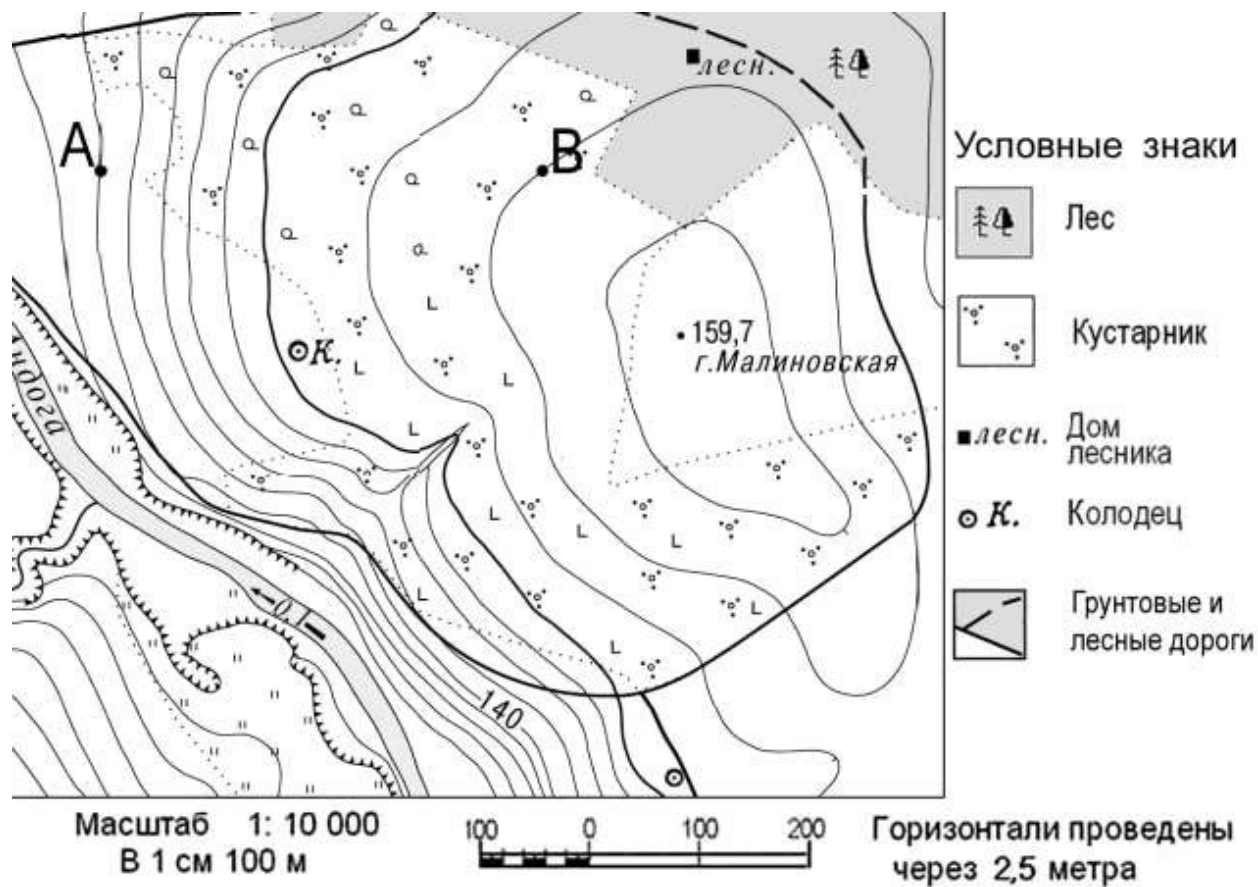 лесн.
А
В
159,7
г.Малиновская
К.
0,1
140
Условные знаки
Лес
Кустарник
лесн. Дом
лесника
К. Колодец
Грунтовые и
лесные дороги
Масштаб 1: 10 000
В 1 см 100 м
100 0 100 200
Горизонтали проведены
через 2,5 метра